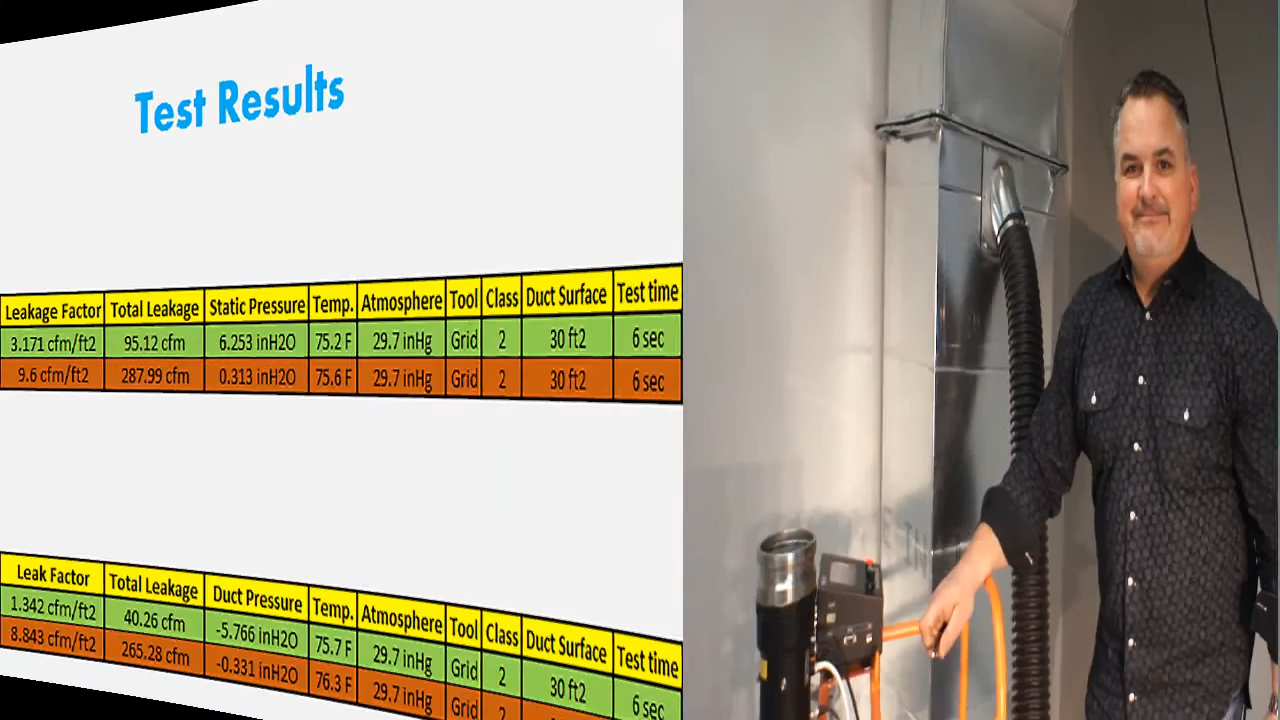 Test Results
Leakage Factor Total Leakage Static Pressure Temp. Atmosphere Tool Class Duct Surface Test time
3.171 cfm/ft2 95.12 cfm 6.253 inH2O 75.2 F 29.7 inHg Grid 2 30 ft2 6 sec
9.6 cfm/ft2 287.99 cfm 0.313 inH2O 75.6 F 29.7 inHg Grid 2 30 ft2 6 sec
Leak Factor Total Leakage Duct Pressure Temp. Atmosphere Tool Class Duct Surface Test time
1.342 cfm/ft2 40.26 cfm -5.766 inH2O 75.7 F 29.7 inHg Grid 2 30 ft2 6 sec
8.843 cfm/ft2 265.28 cfm -0.331 inH2O 76.3 F 29.7 inHg Grid 2